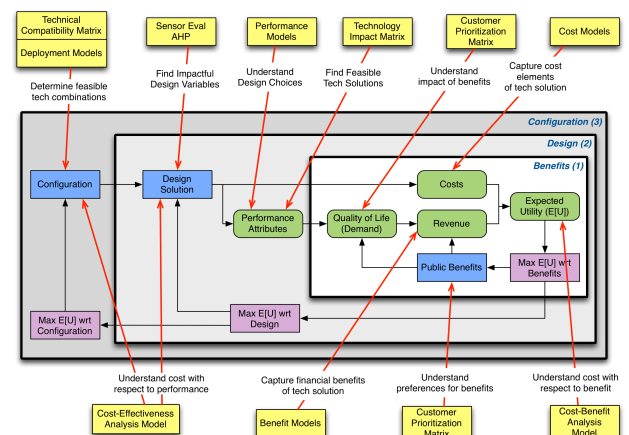 Technical
Compatibility Matrix
Deployment Models
Sensor Eval
AHP
Performance
Models
Technology
Impact Matrix
Customer
Prioritization
Matrix
Cost Models
Determine feasible
tech combinations
Find Impactful
Design Variables
Understand
Design Choices
Find Feasible
Tech Solutions
Understand
impact of benefits
Capture cost
elements
of tech solution
Configuration (3)
Design (2)
Benefits (1)
Configuration
Design
Solution
Costs
Performance
Attributes
Quality of Life
(Demand)
Revenue
Expected
Utility (E[U])
Public Benefits
Max E[U] wrt
Benefits
Max E[U] wrt
Configuration
Max E[U] wrt
Design
Understand cost with
respect to performance
Capture financial benefits
of tech solution
Understand
preferences for benefits
Understand cost with
respect to benefit
Cost-Effectiveness
Analysis Model
Benefit Models
Customer
Prioritization
Matrix
Cost-Benefit
Analysis
Model